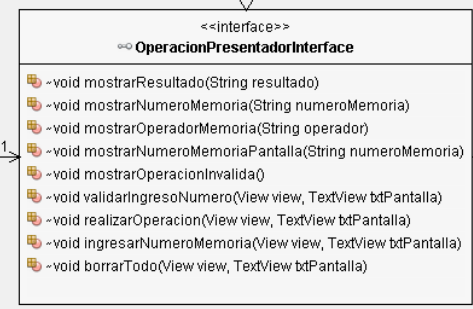 <<interface>>
OperacionPresentadorInterface
~void mostrarResultado(String resultado)
~void mostrarNumeroMemoria(String numeroMemoria)
~void mostrarOperadorMemoria(String operador)
1
~void mostrarNumeroMemoriaPantalla(String numeroMemoria)
~void mostrarOperacionInvalida()
~void validarIngresoNumero(View view, TextView txtPantalla)
~void realizarOperacion(View view, TextView txtPantalla)
~void ingresarNumeroMemoria(View view, TextView txtPantalla)
~void borrarTodo(View view, TextView txtPantalla)